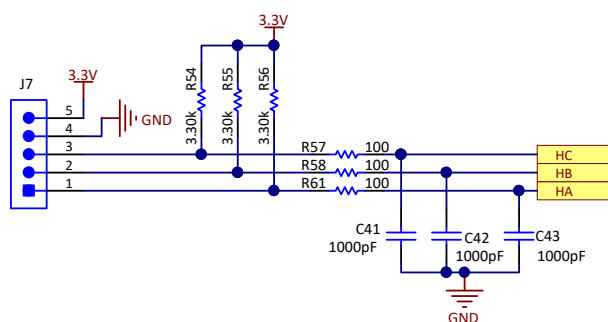 3.3V
J7
3.3V
R54
R55
R56
3.30k
3.30k
3.30k
5
4
GND
3
2
1
R57
100
R58
100
R61
100
HC
HB
HA
C41
1000pF
C42
1000pF
C43
1000pF
GND